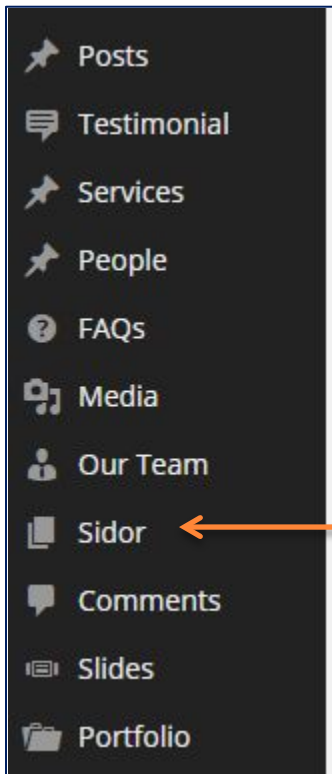 Posts
Testimonial
Services
People
FAQs
Media
Our Team
Sidor
Comments
Slides
Portfolio